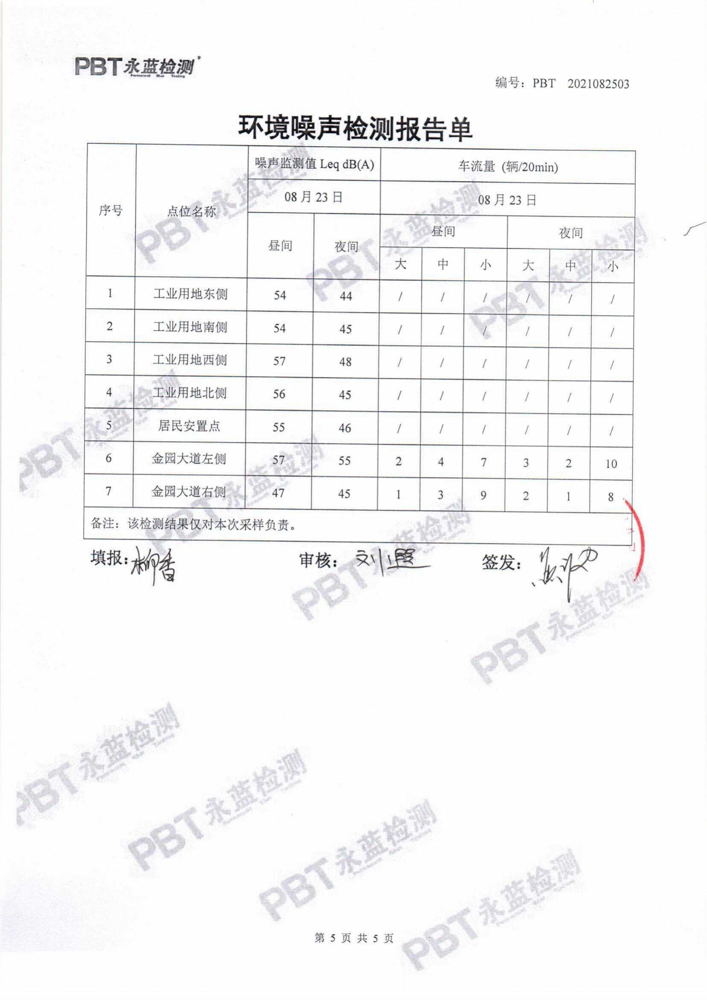 PBT永蓝检测®
Permanent Blue Testing
编号：PBT 2021082503
环境噪声检测报告单
序号 点位名称 噪声监测值 Leq dB(A) 车流量 (辆/20min)
08 月 23 日 08 月 23 日
昼间 夜间 昼间 夜间
大 中 小 大 中 小
1 工业用地东侧 54 44 / / / / / /
2 工业用地南侧 54 45 / / / / / /
3 工业用地西侧 57 48 / / / / / /
4 工业用地北侧 56 45 / / / / / /
5 居民安置点 55 46 / / / / / /
6 金园大道左侧 57 55 2 4 7 3 2 10
7 金园大道右侧 47 45 1 3 9 2 1 8
备注：该检测结果仅对本次采样负责。
填报：柳香 审核：刘遐 签发：
第 5 页 共 5 页